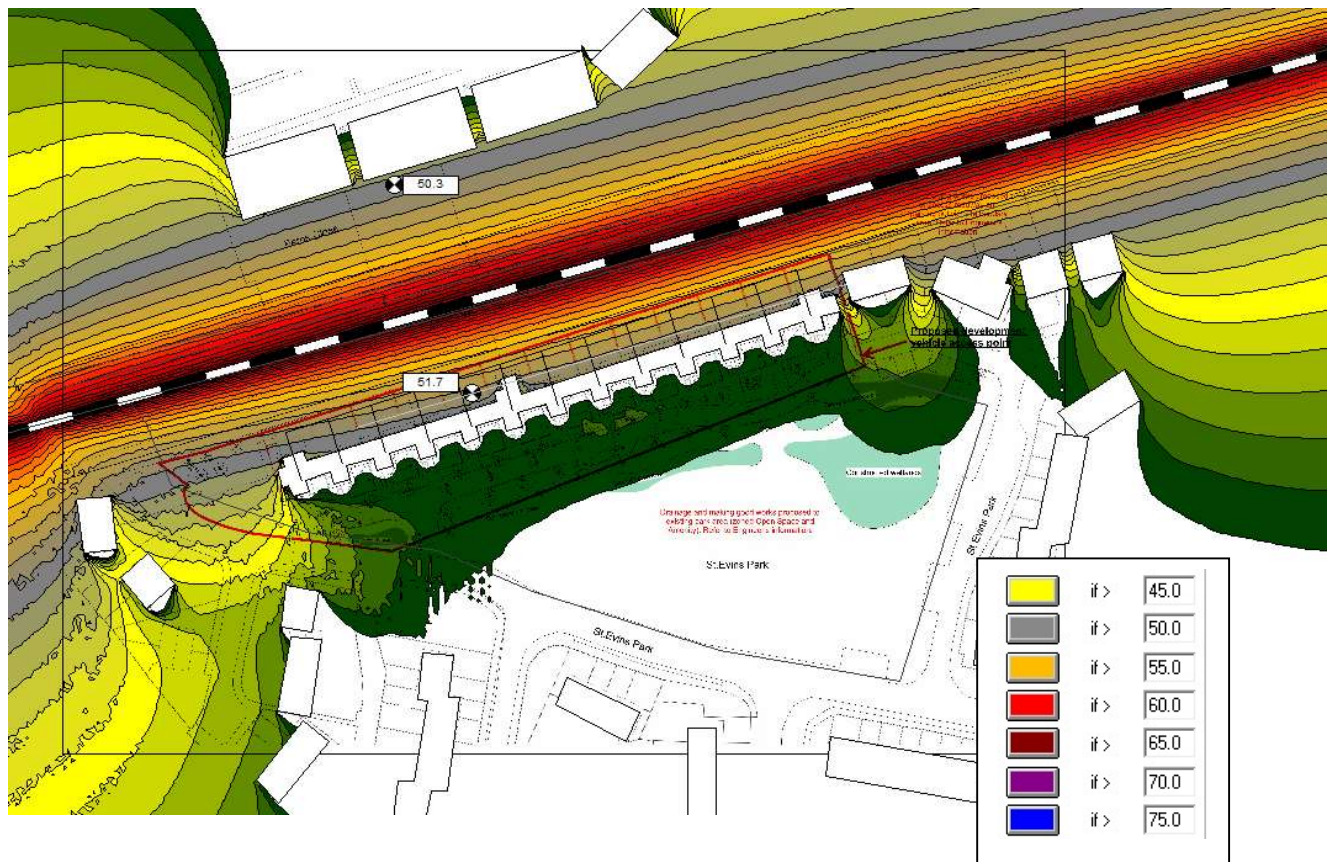 50.3
51.7
Proposed development
vehicle access point
Constructed wetlands
Drainage and making good works proposed to
existing park area (zoned Open Space and
Amenity). Refer to Engineer's information.
St.Evins Park
St.Evins Park
St.Evins Park
if > 45.0
if > 50.0
if > 55.0
if > 60.0
if > 65.0
if > 70.0
if > 75.0